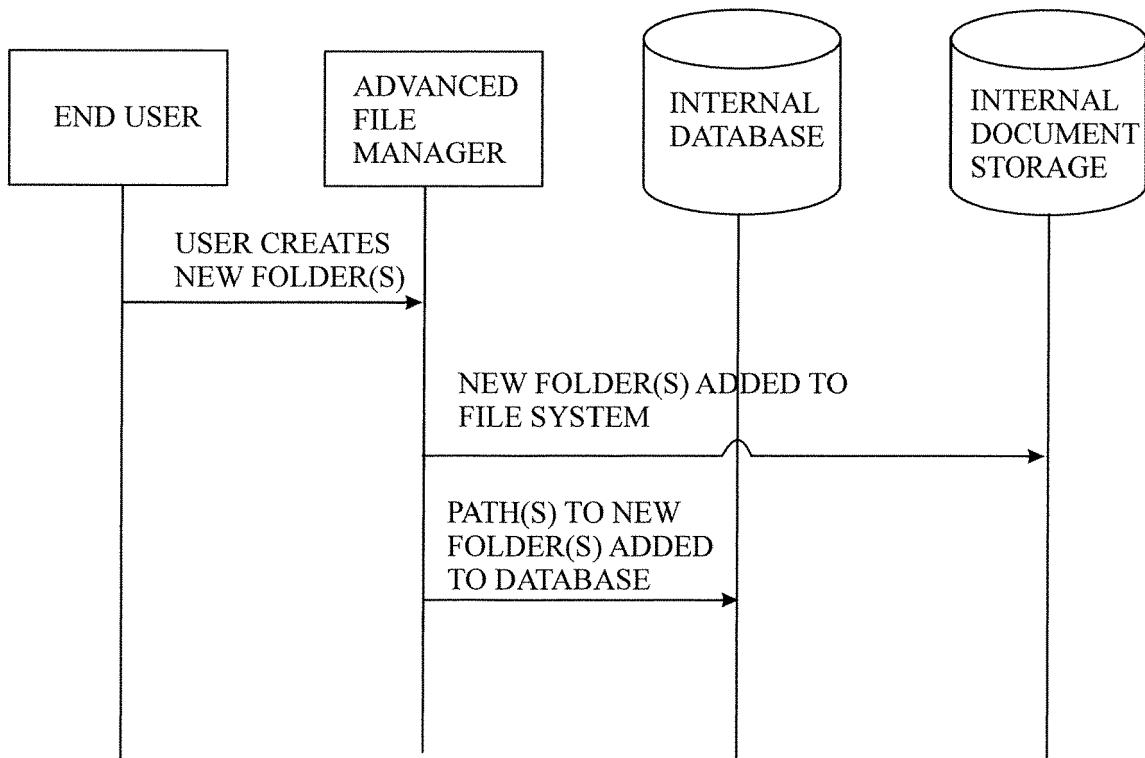 END USER
ADVANCED
FILE
MANAGER
INTERNAL
DATABASE
INTERNAL
DOCUMENT
STORAGE
USER CREATES
NEW FOLDER(S)
NEW FOLDER(S) ADDED TO
FILE SYSTEM
PATH(S) TO NEW
FOLDER(S) ADDED
TO DATABASE